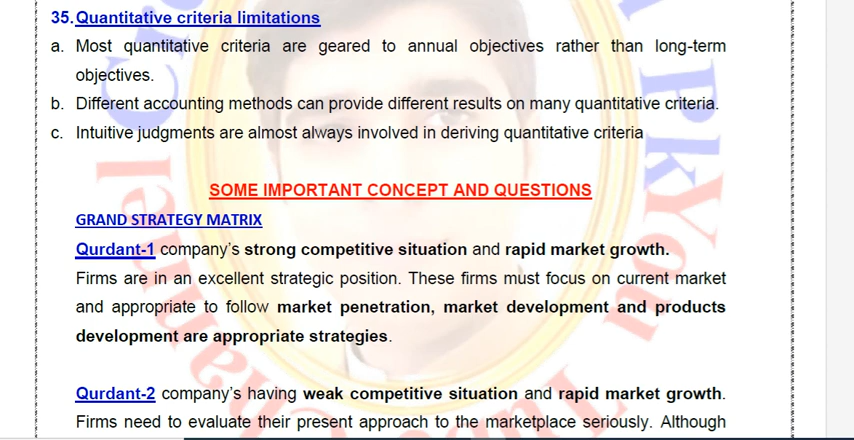 35. Quantitative criteria limitations
a. Most quantitative criteria are geared to annual objectives rather than long-term
objectives.
b. Different accounting methods can provide different results on many quantitative criteria.
c. Intuitive judgments are almost always involved in deriving quantitative criteria
SOME IMPORTANT CONCEPT AND QUESTIONS
GRAND STRATEGY MATRIX
Qurdant-1 company’s strong competitive situation and rapid market growth.
Firms are in an excellent strategic position. These firms must focus on current market
and appropriate to follow market penetration, market development and products
development are appropriate strategies.
Qurdant-2 company’s having weak competitive situation and rapid market growth.
Firms need to evaluate their present approach to the marketplace seriously. Although